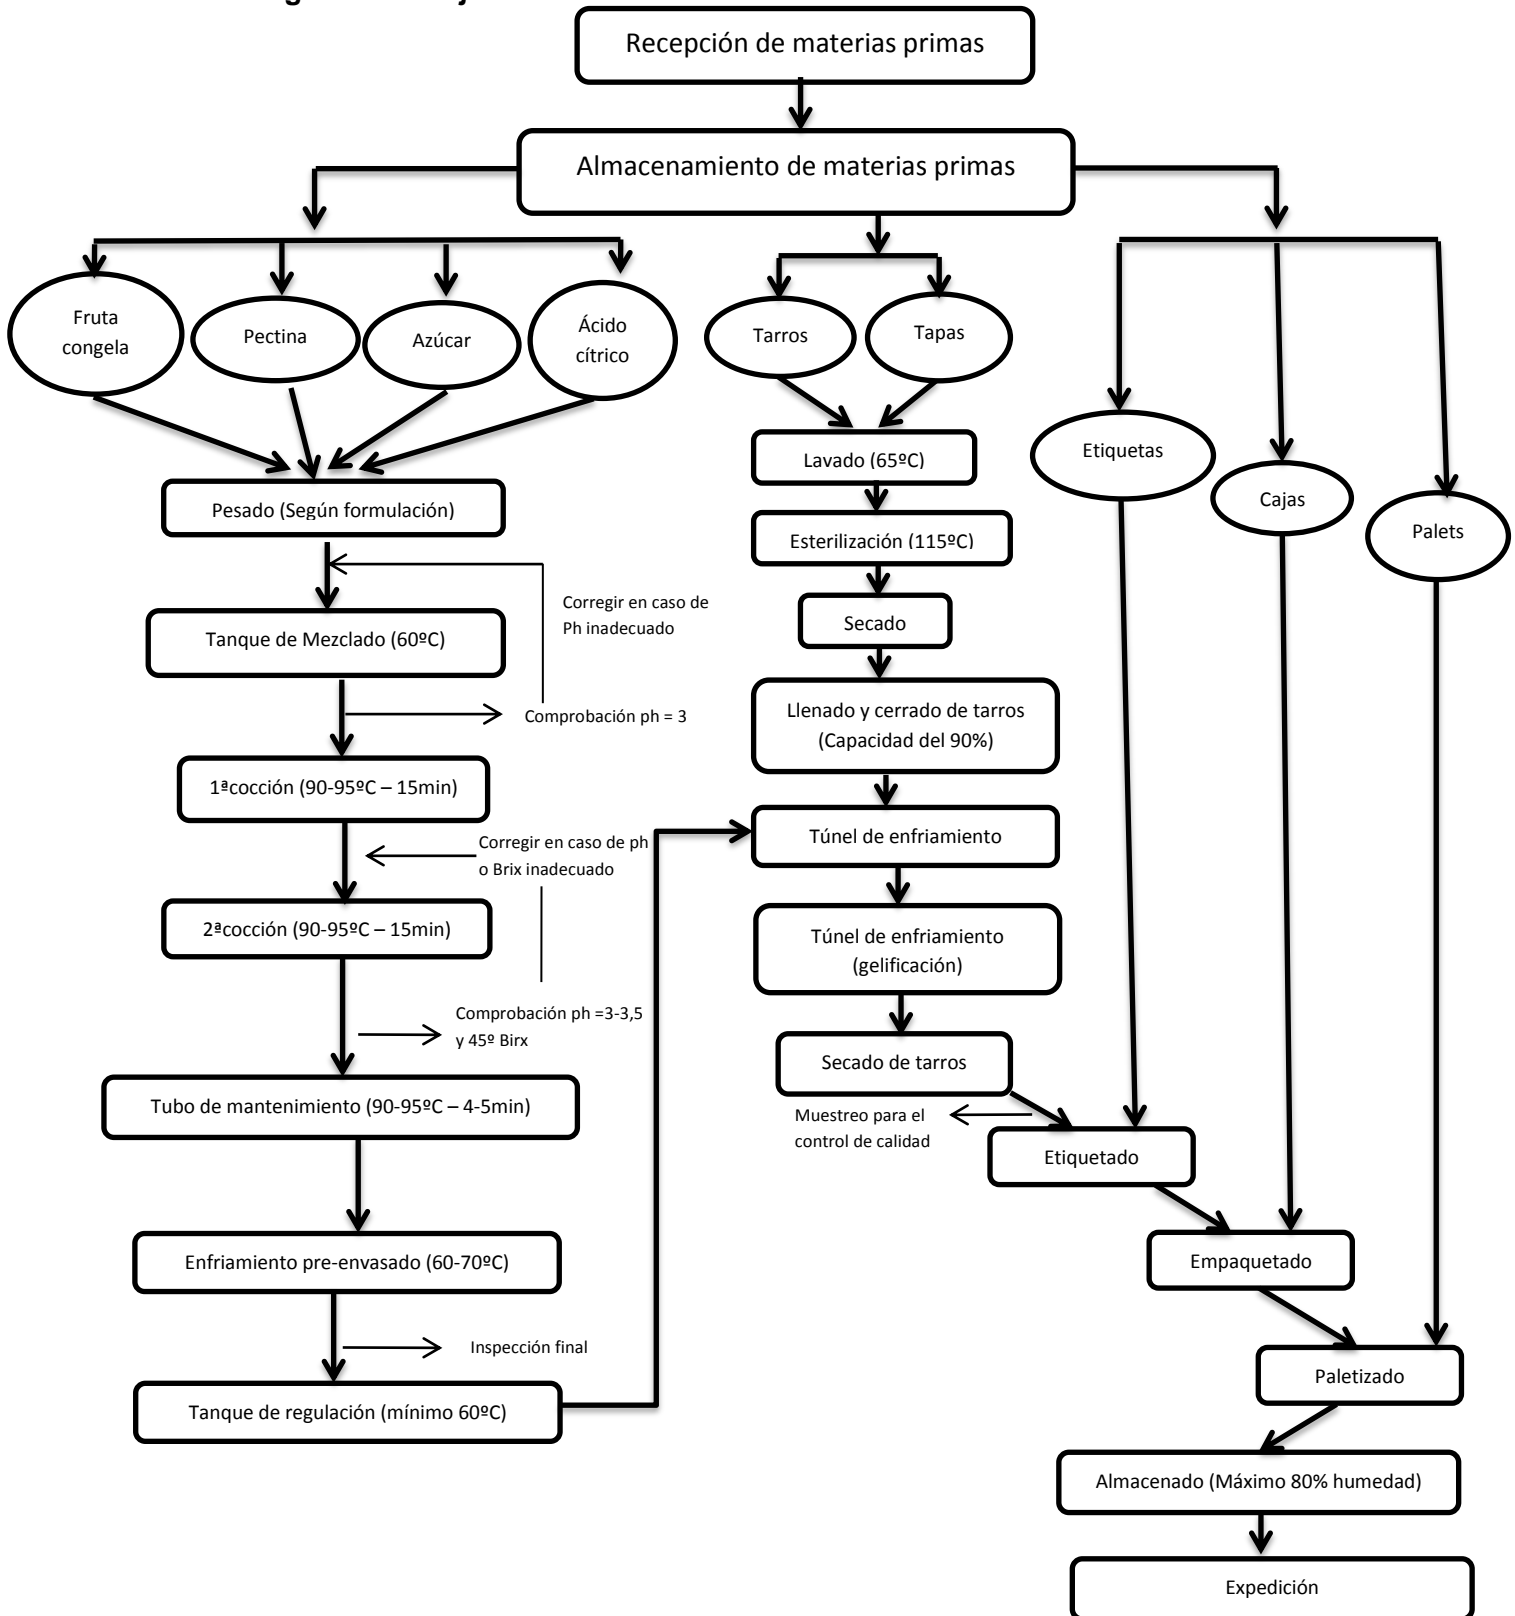 Recepción de materias primas
Almacenamiento de materias primas
Fruta
congela
Pectina
Azúcar
Ácido
cítrico
Tarros
Tapas
Etiquetas
Cajas
Palets
Pesado (Según formulación)
Corregir en caso de
Ph inadecuado
Tanque de Mezclado (60ºC)
Comprobación ph = 3
1ªcocción (90-95ºC – 15min)
Corregir en caso de ph
o Brix inadecuado
2ªcocción (90-95ºC – 15min)
Comprobación ph =3-3,5
y 45º Birx
Tubo de mantenimiento (90-95ºC – 4-5min)
Enfriamiento pre-envasado (60-70ºC)
Inspección final
Tanque de regulación (mínimo 60ºC)
Lavado (65ºC)
Esterilización (115ºC)
Secado
Llenado y cerrado de tarros
(Capacidad del 90%)
Túnel de enfriamiento
Túnel de enfriamiento
(gelificación)
Secado de tarros
Muestreo para el
control de calidad
Etiquetado
Empaquetado
Paletizado
Almacenado (Máximo 80% humedad)
Expedición